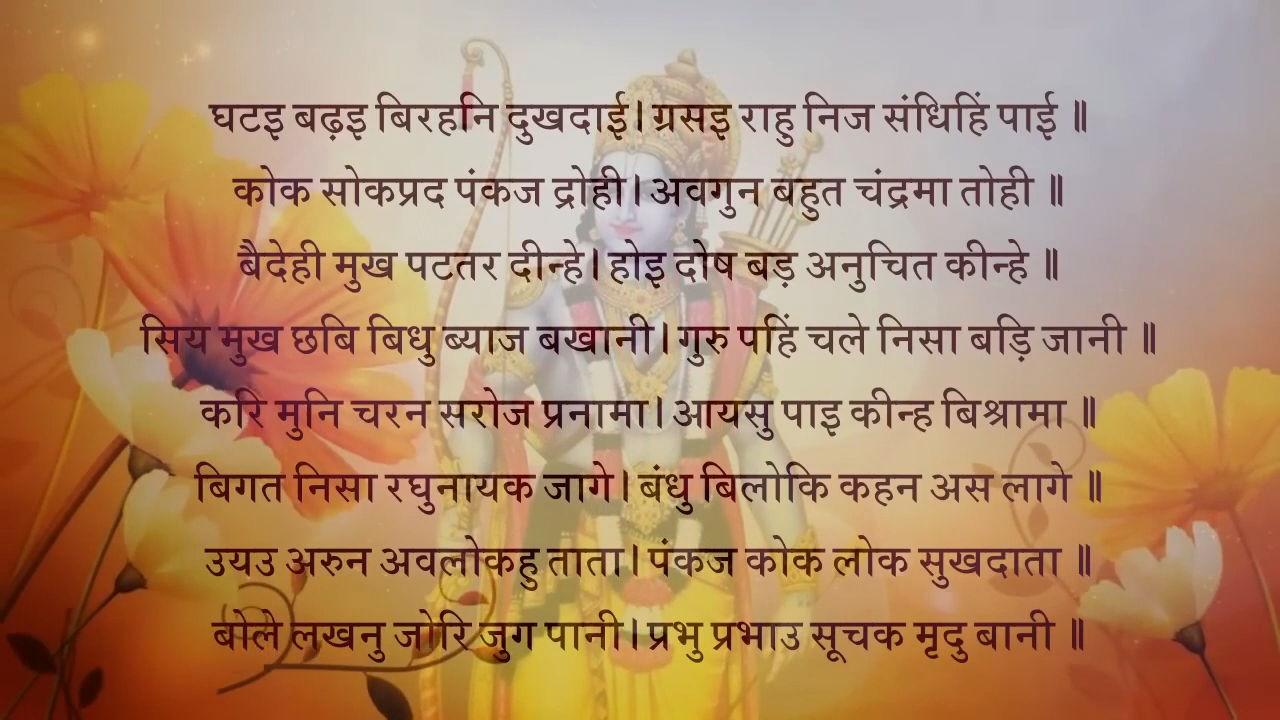 घटइ बढ़इ बिरहनि दुखदाई। ग्रसइ राहु निज संधिहिं पाई ॥
कोक सोकप्रद पंकज द्रोही। अवगुन बहुत चंद्रमा तोही ॥
बैदेही मुख पटतर दीन्हे। होइ दोष बड़ अनुचित कीन्हे ॥
सिय मुख छबि बिधु ब्याज बखानी। गुरु पहिं चले निसा बड़ि जानी ॥
करि मुनि चरन सरोज प्रनामा। आयसु पाइ कीन्ह बिश्रामा ॥
बिगत निसा रघुनायक जागे। बंधु बिलोकि कहन अस लागे ॥
उयउ अरुन अवलोकहु ताता। पंकज कोक लोक सुखदाता ॥
बोले लखनु जोरि जुग पानी। प्रभु प्रभाउ सूचक मृदु बानी ॥